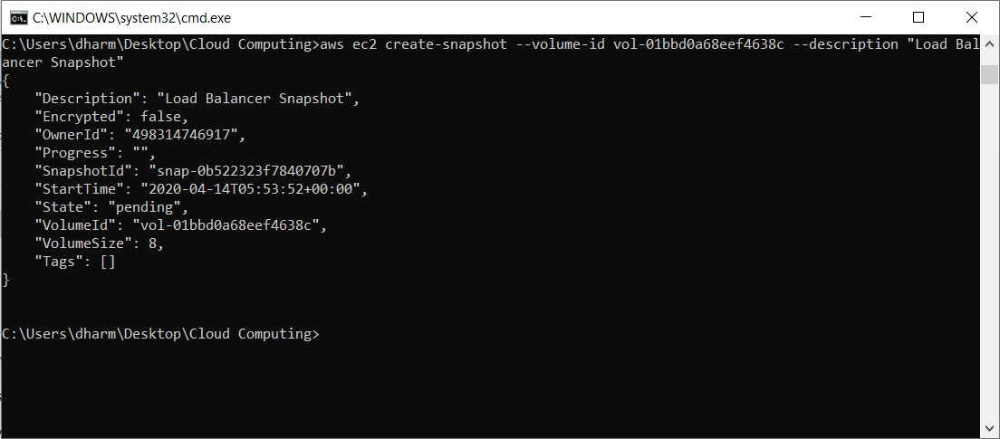 C:\WINDOWS\system32\cmd.exe
C:\Users\dharm\Desktop\Cloud Computing>aws ec2 create-snapshot --volume-id vol-01bbd0a68eef4638c --description "Load Bal
ancer Snapshot"
{
    "Description": "Load Balancer Snapshot",
    "Encrypted": false,
    "OwnerId": "498314746917",
    "Progress": "",
    "SnapshotId": "snap-0b522323f7840707b",
    "StartTime": "2020-04-14T05:53:52+00:00",
    "State": "pending",
    "VolumeId": "vol-01bbd0a68eef4638c",
    "VolumeSize": 8,
    "Tags": []
}
C:\Users\dharm\Desktop\Cloud Computing>